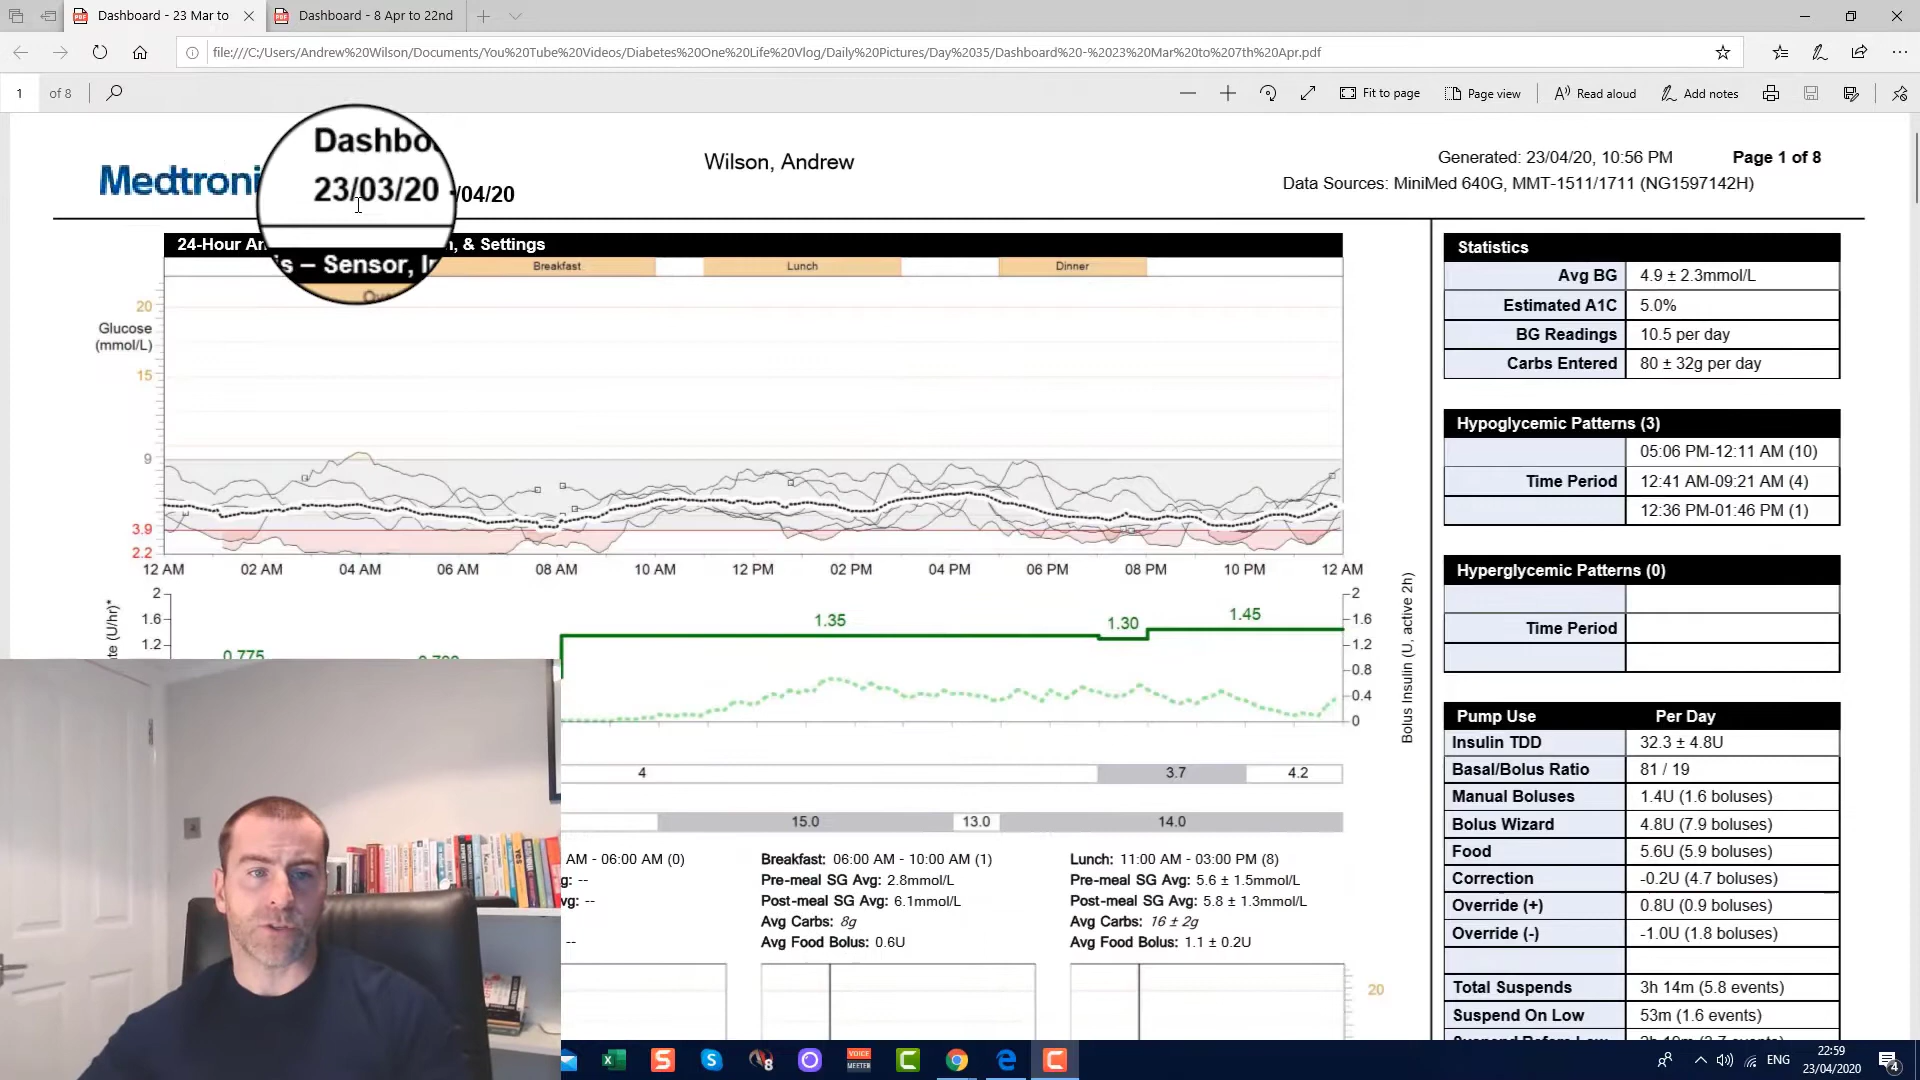 Dashboard - 23 Mar to
Dashboard - 8 Apr to 22nd
file:///C:/Users/Andrew%20Wilson/Documents/You%20Tube%20Videos/Diabetes%20One%20Life%20Vlog/Daily%20Pictures/Day%2035/Dashboard%20-%2023%20Mar%20to%207th%20Apr.pdf
1 of 8
Fit to page
Page view
Read aloud
Add notes
Medtroni
Dashbo
23/03/20
/04/20
Wilson, Andrew
Generated: 23/04/20, 10:56 PM
Page 1 of 8
Data Sources: MiniMed 640G, MMT-1511/1711 (NG1597142H)
24-Hour An
s – Sensor, In
, & Settings
Breakfast
Lunch
Dinner
Glucose
(mmol/L)
20
15
9
3.9
2.2
12 AM 02 AM 04 AM 06 AM 08 AM 10 AM 12 PM 02 PM 04 PM 06 PM 08 PM 10 PM 12 AM
te (U/hr)*
2
1.6
1.2
0.775
1.35
1.30
1.45
2
1.6
1.2
0.8
0.4
0
Bolus Insulin (U, active 2h)
4
3.7
4.2
15.0
13.0
14.0
AM - 06:00 AM (0)
g: --
vg: --
--
Breakfast: 06:00 AM - 10:00 AM (1)
Pre-meal SG Avg: 2.8mmol/L
Post-meal SG Avg: 6.1mmol/L
Avg Carbs: 8g
Avg Food Bolus: 0.6U
Lunch: 11:00 AM - 03:00 PM (8)
Pre-meal SG Avg: 5.6 ± 1.5mmol/L
Post-meal SG Avg: 5.8 ± 1.3mmol/L
Avg Carbs: 16 ± 2g
Avg Food Bolus: 1.1 ± 0.2U
20
Statistics
Avg BG 4.9 ± 2.3mmol/L
Estimated A1C 5.0%
BG Readings 10.5 per day
Carbs Entered 80 ± 32g per day
Hypoglycemic Patterns (3)
05:06 PM-12:11 AM (10)
Time Period 12:41 AM-09:21 AM (4)
12:36 PM-01:46 PM (1)
Hyperglycemic Patterns (0)
Time Period
Pump Use Per Day
Insulin TDD 32.3 ± 4.8U
Basal/Bolus Ratio 81 / 19
Manual Boluses 1.4U (1.6 boluses)
Bolus Wizard 4.8U (7.9 boluses)
Food 5.6U (5.9 boluses)
Correction -0.2U (4.7 boluses)
Override (+) 0.8U (0.9 boluses)
Override (-) -1.0U (1.8 boluses)
Total Suspends 3h 14m (5.8 events)
Suspend On Low 53m (1.6 events)
VOICE
MEETER
ENG
22:59
23/04/2020
4